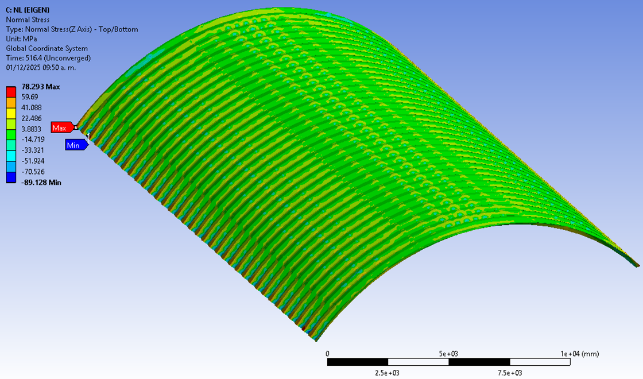 C: NL (EIGEN)
Normal Stress
Type: Normal Stress(Z Axis) - Top/Bottom
Unit: MPa
Global Coordinate System
Time: 516.4 (Unconverged)
01/12/2025 09:50 a. m.
78.293 Max
59.69
41.088
22.486
3.8833
-14.719
-33.321
-51.924
-70.526
-89.128 Min
Max
Min
0 5e+03 1e+04 (mm)
2.5e+03 7.5e+03